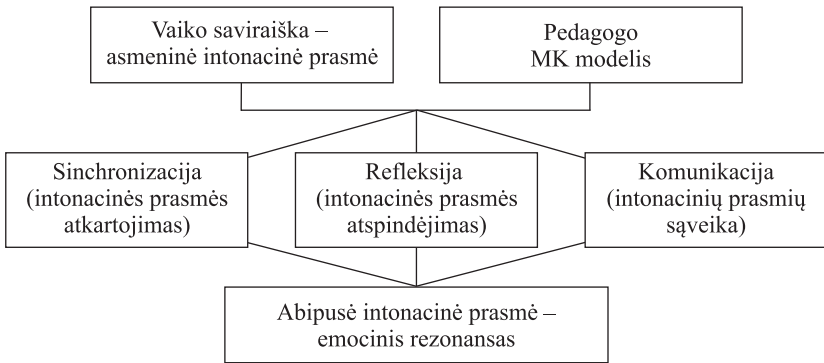 Vaiko saviraiška –
asmeninė intonacinė prasmė
Pedagogo
MK modelis
Sinchronizacija
(intonacinės prasmės
atkartojimas)
Refleksija
(intonacinės prasmės
atspindėjimas)
Komunikacija
(intonacinių prasmių
sąveika)
Abipusė intonacinė prasmė –
emocinis rezonansas